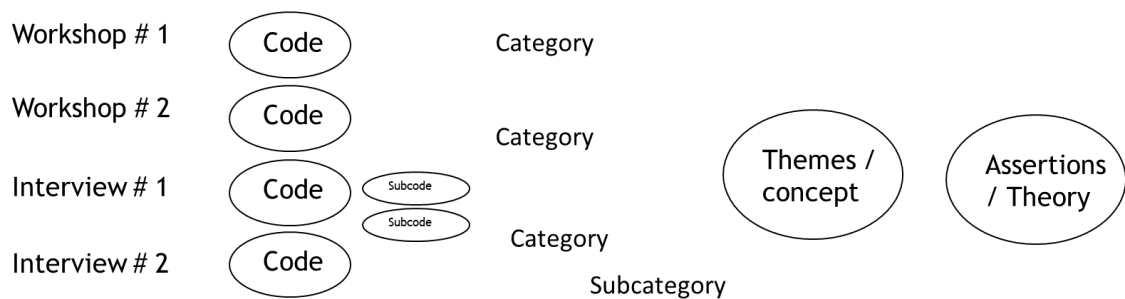 Workshop # 1
Code
Category
Workshop # 2
Code
Category
Themes /
concept
Assertions
/ Theory
Interview # 1
Code
Subcode
Subcode
Category
Interview # 2
Code
Subcategory